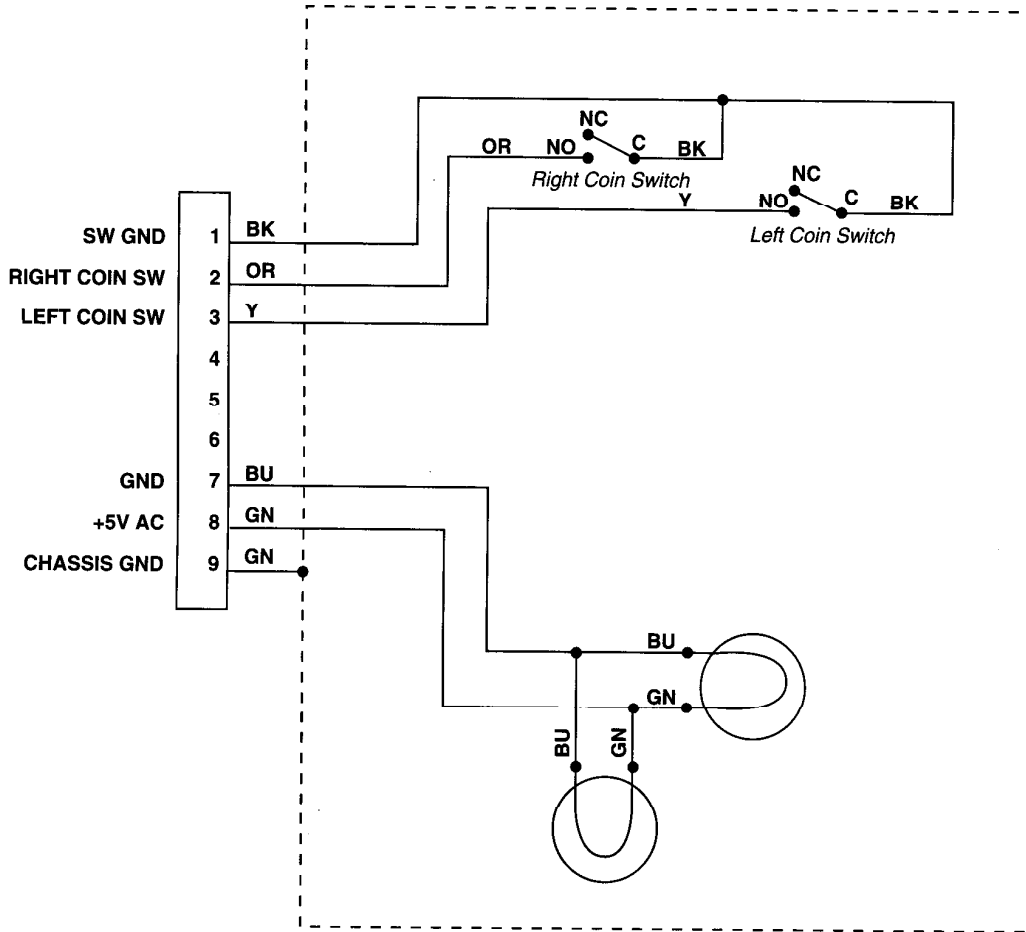 NC
OR NO C BK
Right Coin Switch
NC
Y NO C BK
Left Coin Switch
SW GND 1 BK
RIGHT COIN SW 2 OR
LEFT COIN SW 3 Y
4
5
6
GND 7 BU
+5V AC 8 GN
CHASSIS GND 9 GN
BU
GN
BU GN